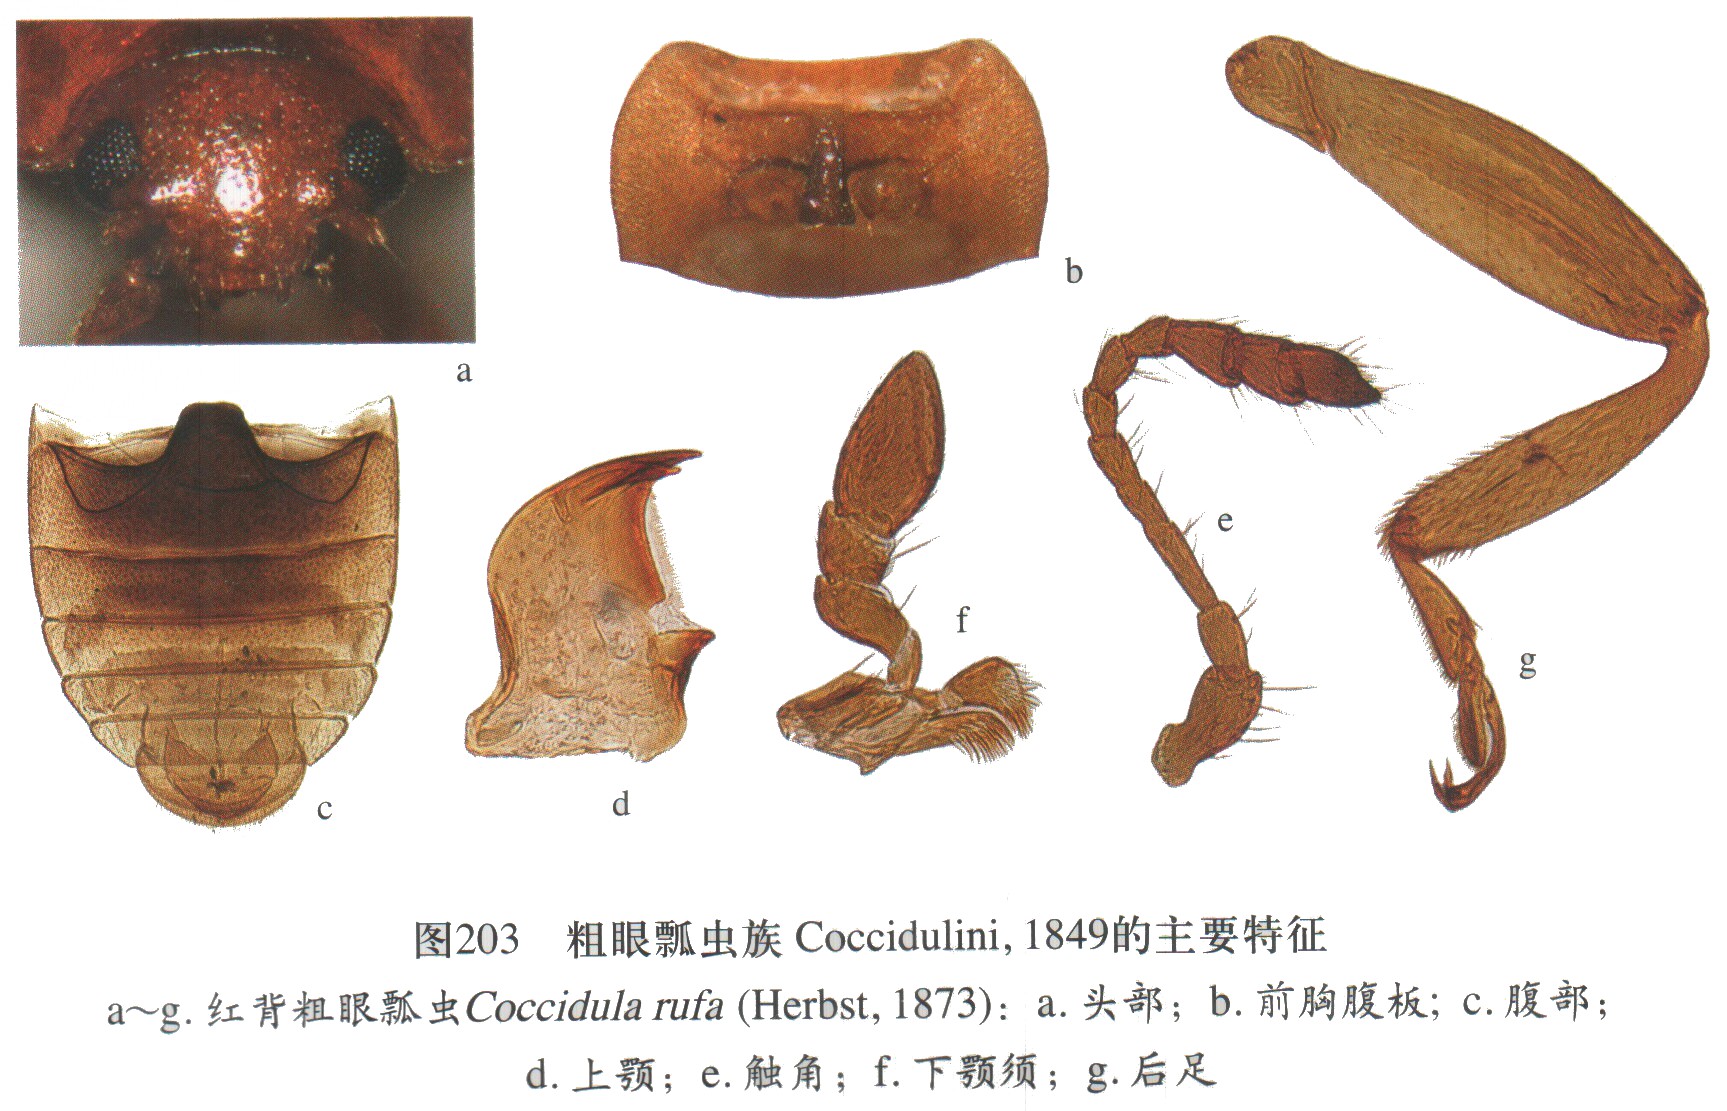 a
b
c
d
e
f
g
图203 粗眼瓢虫族 Coccidulini, 1849的主要特征
a～g. 红背粗眼瓢虫Coccidula rufa (Herbst, 1873)：a. 头部；b. 前胸腹板；c. 腹部；
d. 上颚；e. 触角；f. 下颚须；g. 后足